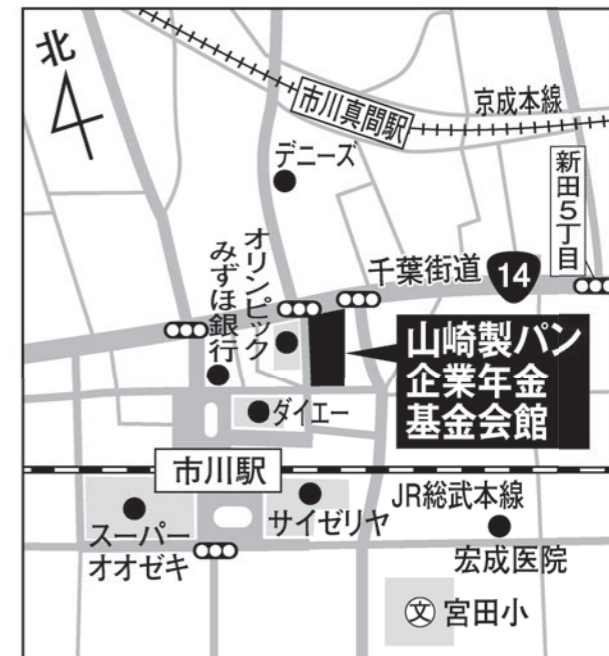 北
市川真間駅
京成本線
デニーズ
新田5丁目
オリンピック
みずほ銀行
千葉街道
14
山崎製パン
企業年金
基金会館
ダイエー
市川駅
JR総武本線
スーパー
オオゼキ
サイゼリヤ
宏成医院
文
宮田小